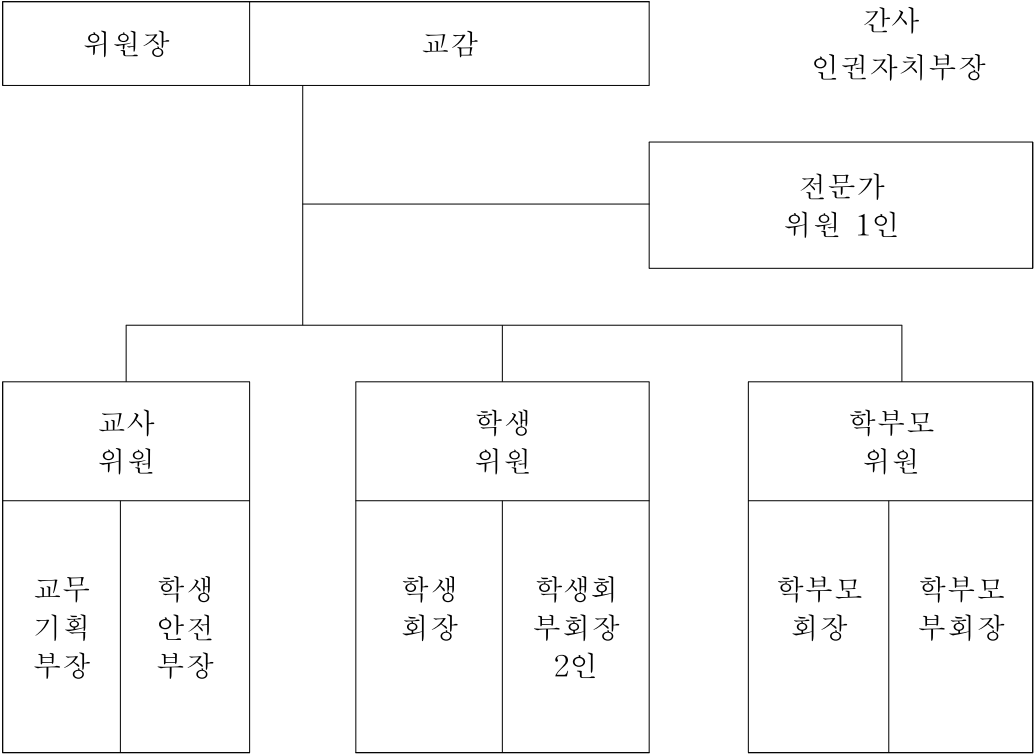 위원장
교감
간사
인권자치부장
전문가
위원 1인
교사
위원
학생
위원
학부모
위원
교무
기획
부장
학생
안전
부장
학생
회장
학생회
부회장
2인
학부모
회장
학부모
부회장